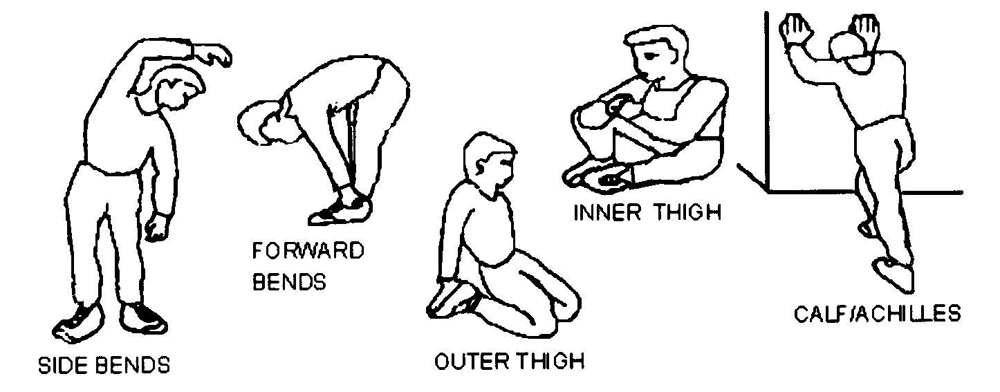 SIDE BENDS
FORWARD
BENDS
OUTER THIGH
INNER THIGH
CALF/ACHILLES